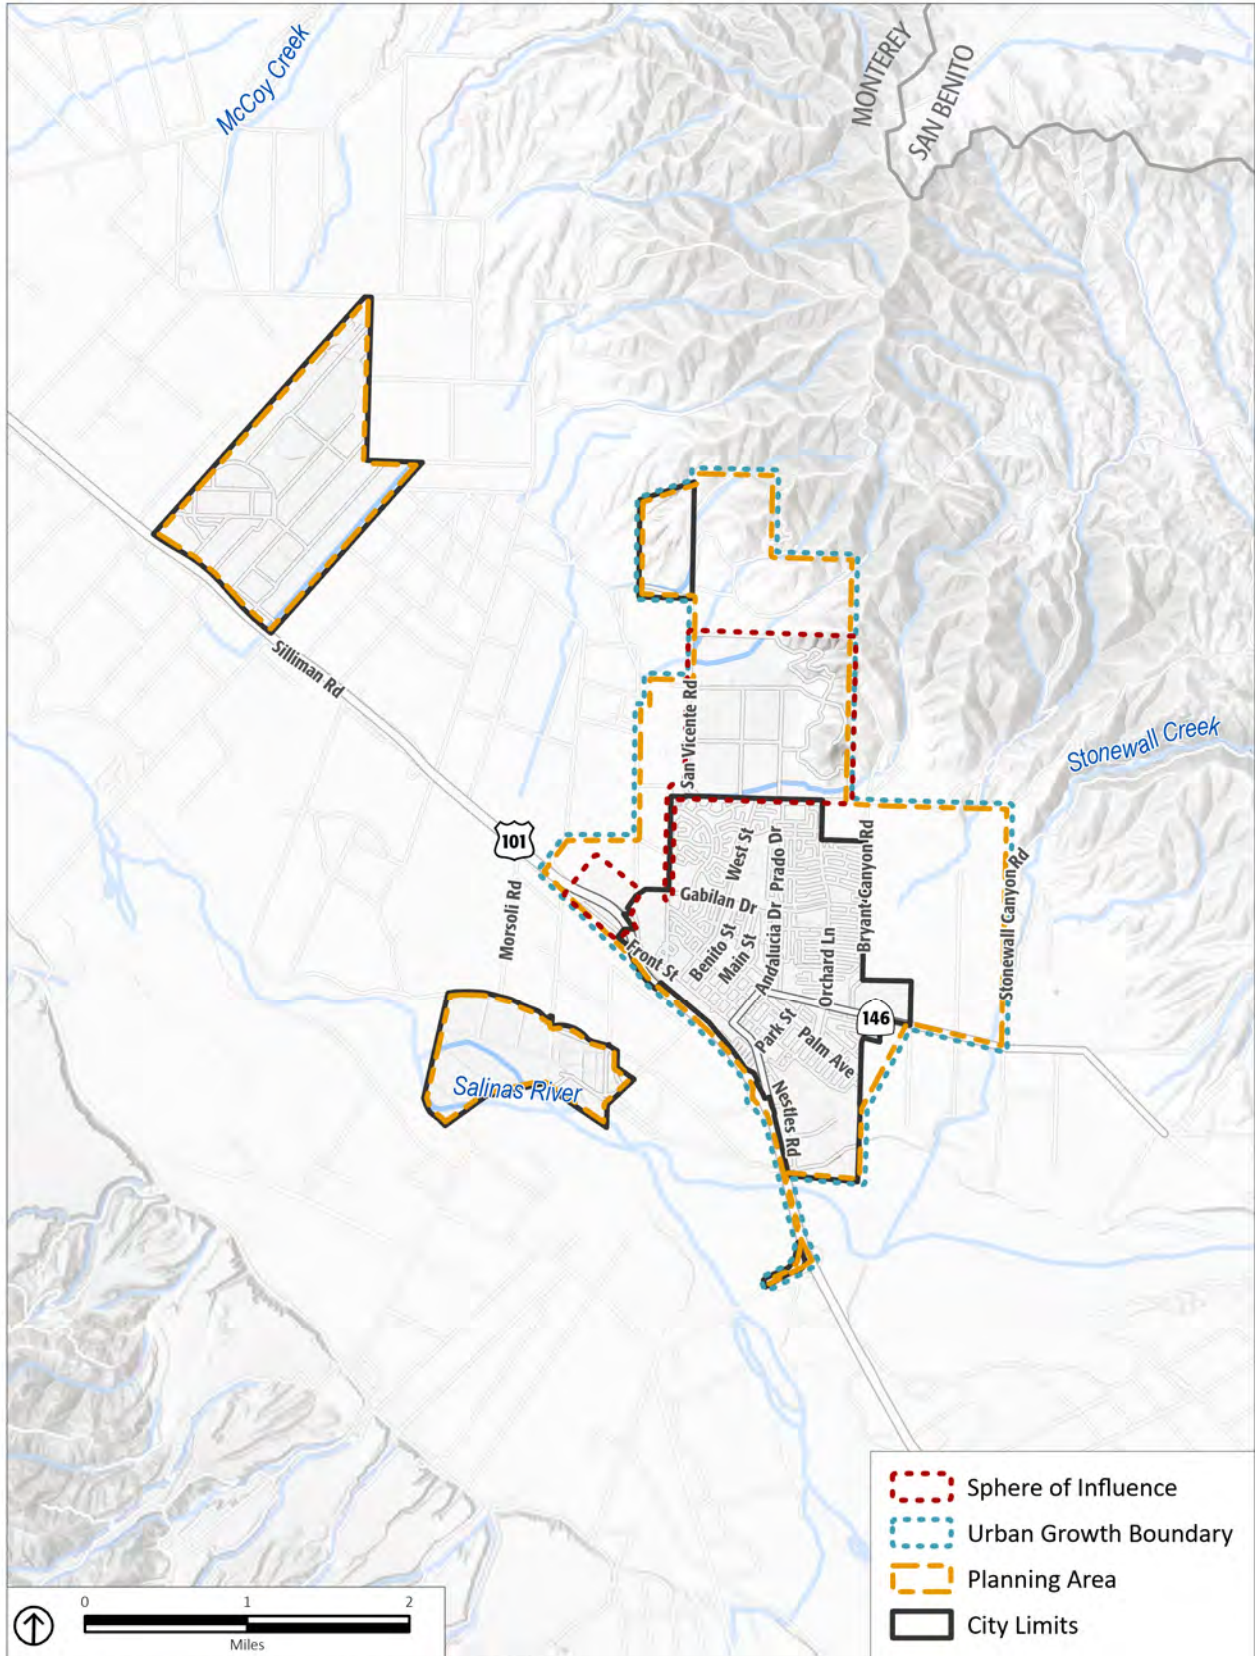 McCoy Creek
MONTEREY
SAN BENITO
Silliman Rd
Stonewall Creek
San Vicente Rd
101
West St
Prado Dr
Bryant Canyon Rd
Stonewall Canyon Rd
Gabilan Dr
Morsoli Rd
Front St
Benito St
Main St
Andalucia Dr
Orchard Ln
146
Park St
Palm Ave
Salinas River
Nestles Rd
Sphere of Influence
Urban Growth Boundary
Planning Area
City Limits
0 1 2
Miles